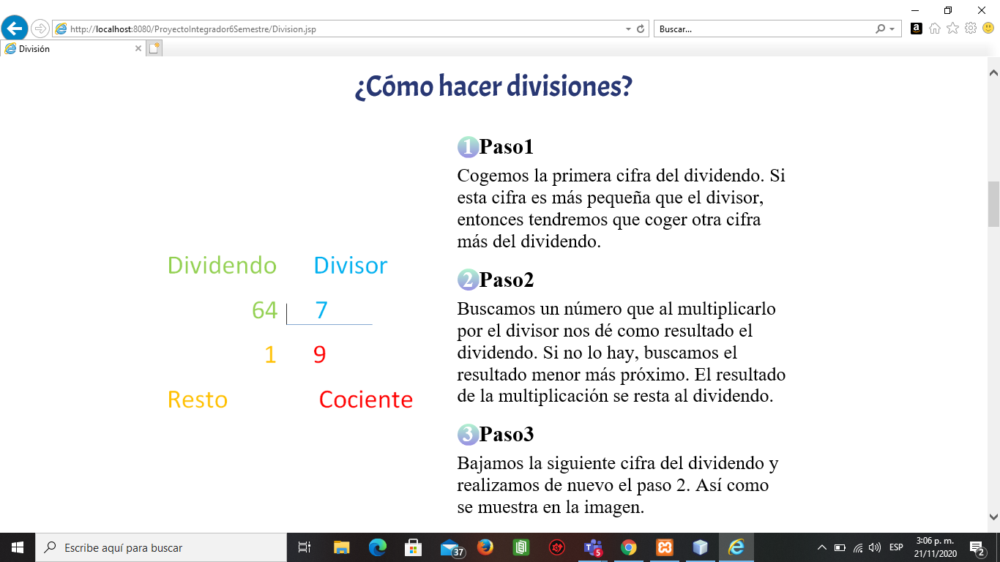 http://localhost:8080/ProyectoIntegrador6Semestre/Division.jsp
Buscar...
División
¿Cómo hacer divisiones?
1 Paso1
Cogemos la primera cifra del dividendo. Si
esta cifra es más pequeña que el divisor,
entonces tendremos que coger otra cifra
más del dividendo.
Dividendo Divisor
64 7
1 9
Resto Cociente
2 Paso2
Buscamos un número que al multiplicarlo
por el divisor nos dé como resultado el
dividendo. Si no lo hay, buscamos el
resultado menor más próximo. El resultado
de la multiplicación se resta al dividendo.
3 Paso3
Bajamos la siguiente cifra del dividendo y
realizamos de nuevo el paso 2. Así como
se muestra en la imagen.
Escribe aquí para buscar
37
5
ESP
3:06 p. m.
21/11/2020
2